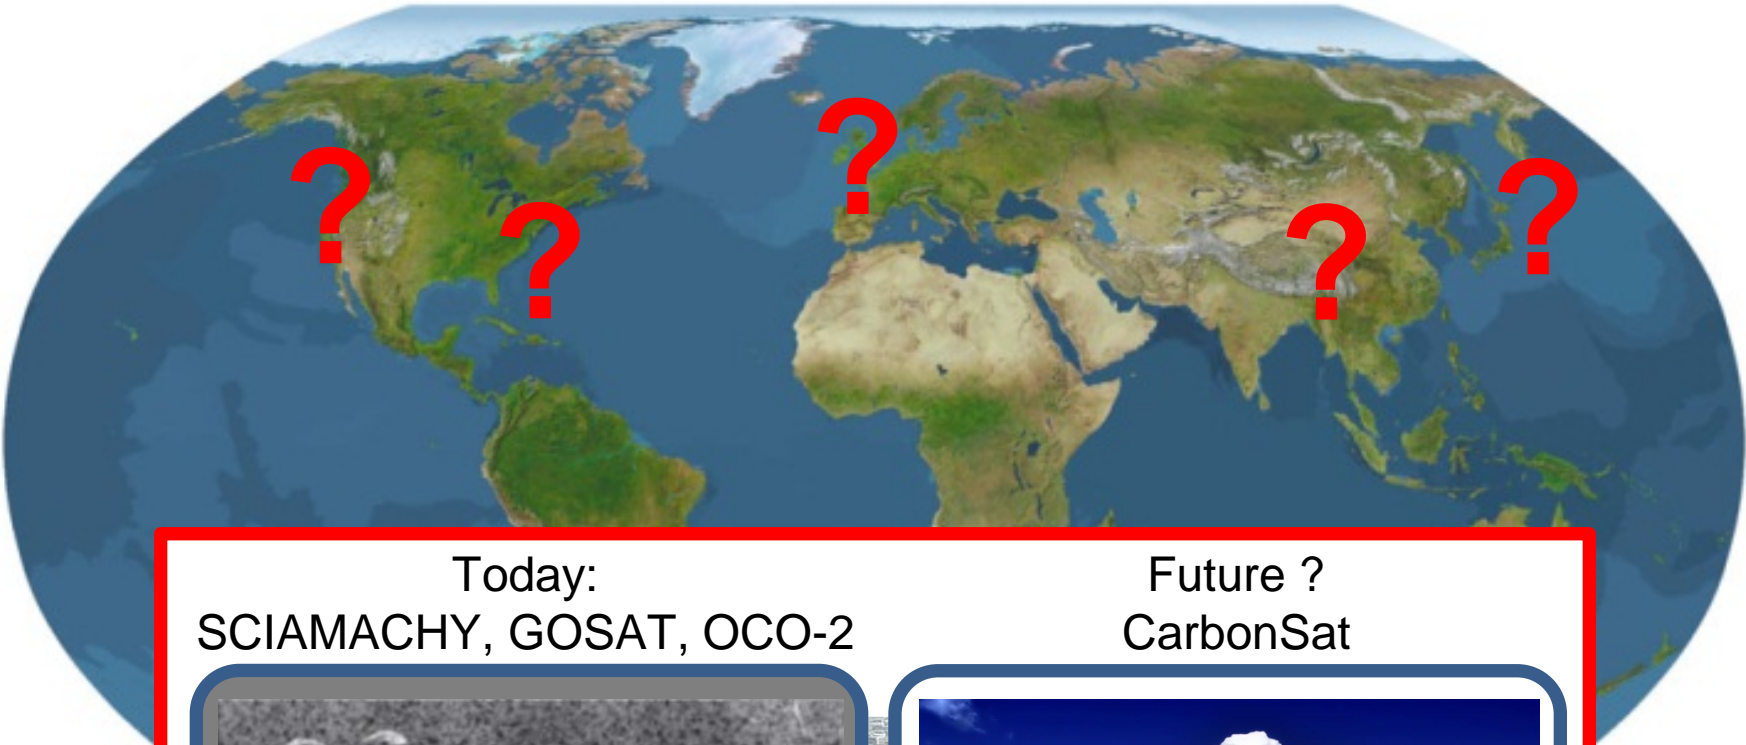 ?
?
?
?
?
Today:
SCIAMACHY, GOSAT, OCO-2
Future ?
CarbonSat